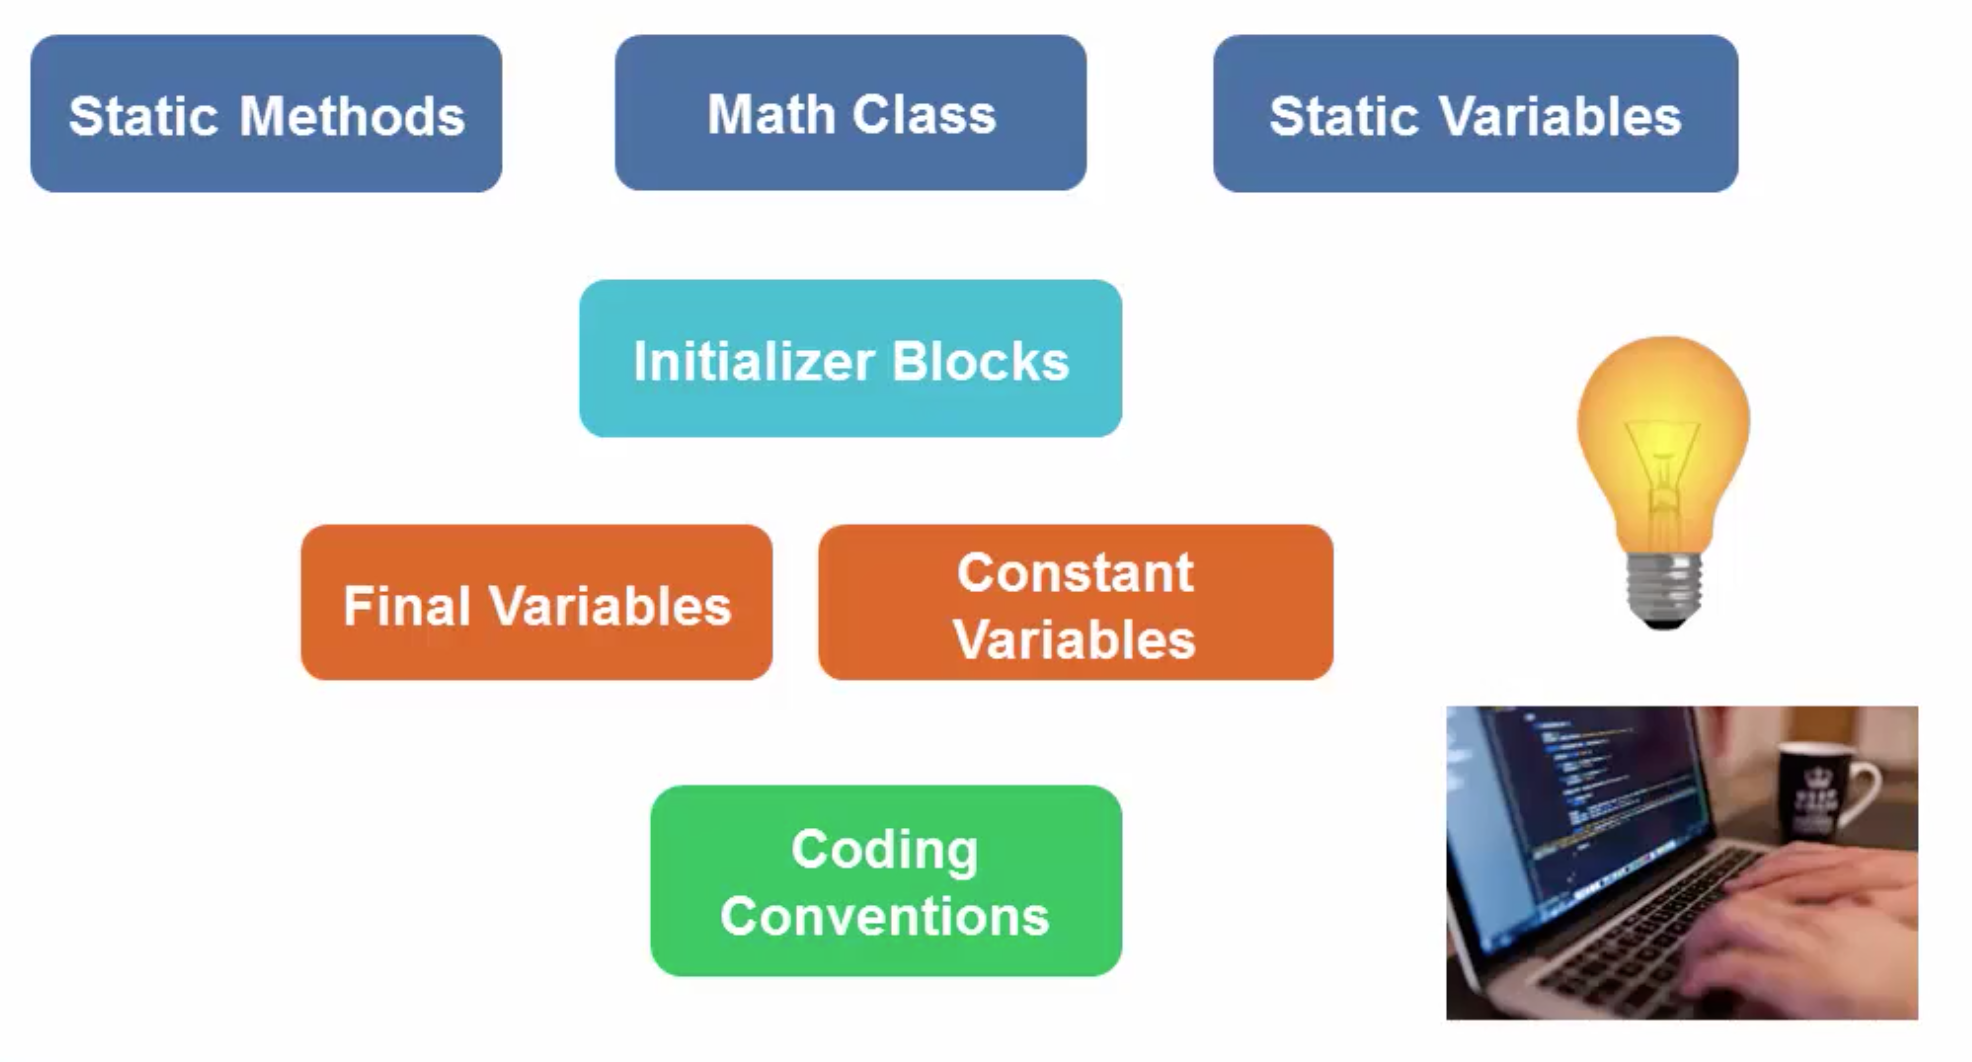 Static Methods
Math Class
Static Variables
Initializer Blocks
Final Variables
Constant
Variables
Coding
Conventions